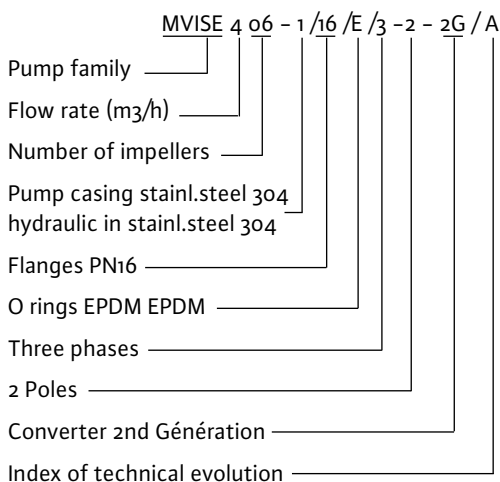 MVISE 4 06 - 1 /16 /E /3 -2 - 2G / A
Pump family
Flow rate (m3/h)
Number of impellers
Pump casing stainl.steel 304
hydraulic in stainl.steel 304
Flanges PN16
O rings EPDM EPDM
Three phases
2 Poles
Converter 2nd Génération
Index of technical evolution